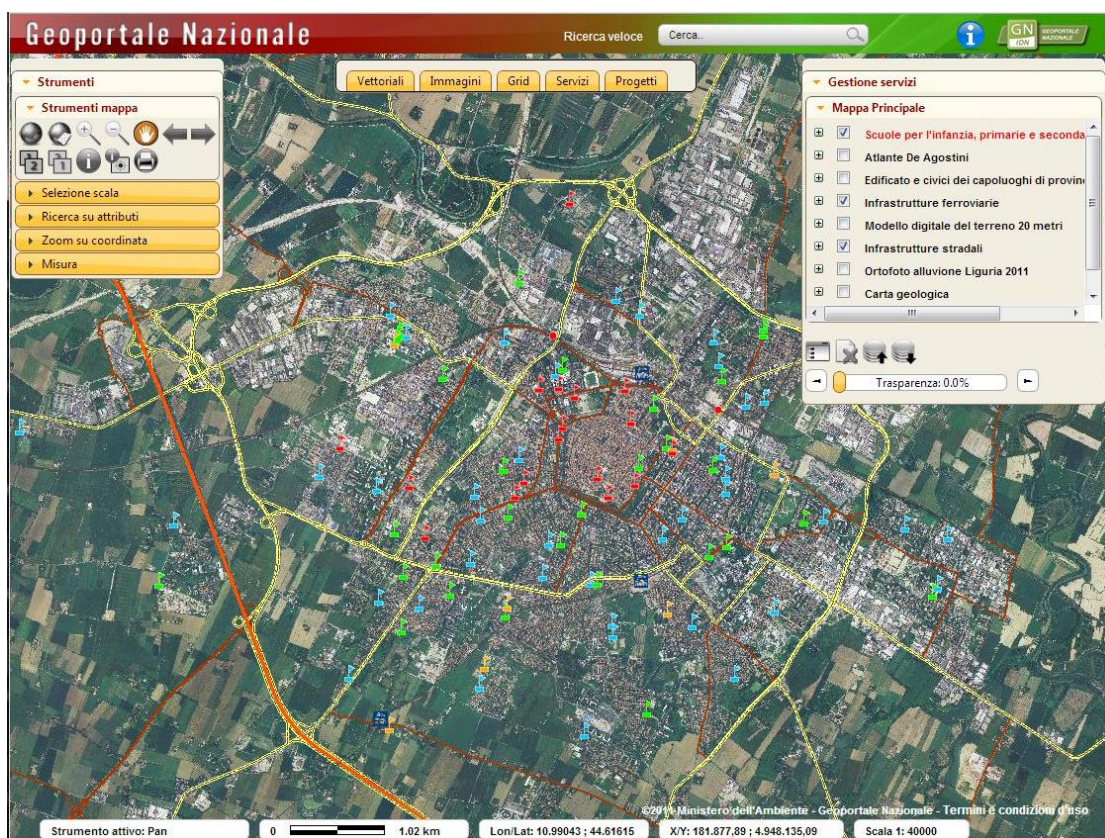 Geoportale Nazionale
Ricerca veloce
Cerca..
i
GN
IDN
GEOPORTALE
NAZIONALE
Strumenti
Strumenti mappa
2
1
i
Selezione scala
Ricerca su attributi
Zoom su coordinata
Misura
Vettoriali
Immagini
Grid
Servizi
Progetti
Gestione servizi
Mappa Principale
Scuole per l'infanzia, primarie e seconda
Atlante De Agostini
Edificato e civici dei capoluoghi di provinc
Infrastrutture ferroviarie
Modello digitale del terreno 20 metri
Infrastrutture stradali
Ortofoto alluvione Liguria 2011
Carta geologica
Trasparenza: 0.0%
©2011-Ministero dell'Ambiente - Geoportale Nazionale - Termini e condizioni d'uso
Strumento attivo: Pan
0 1.02 km
Lon/Lat: 10.99043 ; 44.61615
X/Y: 181.877,89 ; 4.948.135,09
Scala 1: 40000